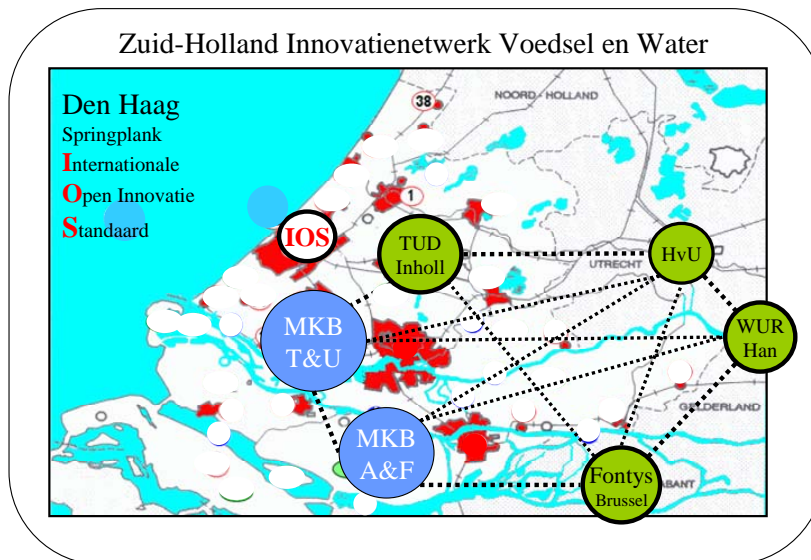 Zuid-Holland Innovatienetwerk Voedsel en Water
Den Haag
Springplank
Internationale
Open Innovatie
Standaard
NOORD - HOLLAND
38
1
IOS
TUD
Inholl
UTRECHT
HvU
MKB
T&U
WUR
Han
GELDERLAND
MKB
A&F
Fontys
Brussel
ABANT